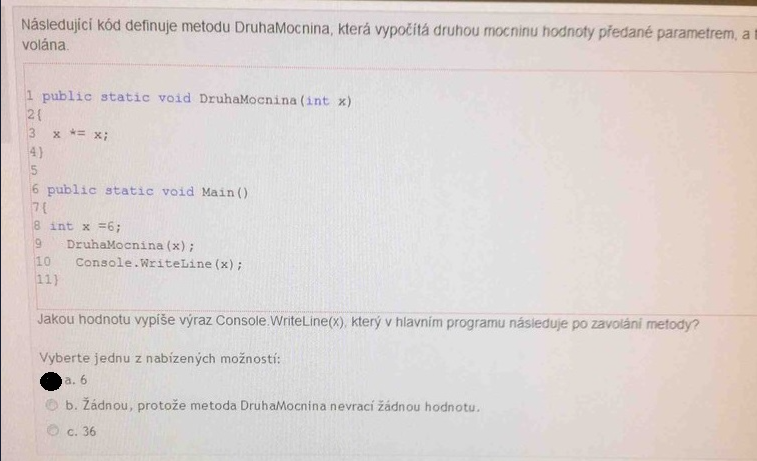 Následující kód definuje metodu DruhaMocnina, která vypočítá druhou mocninu hodnoty předané parametrem, a
volána.
1 public static void DruhaMocnina(int x)
2{
3 x *= x;
4}
5
6 public static void Main()
7{
8 int x =6;
9 DruhaMocnina(x);
10 Console.WriteLine(x);
11}
Jakou hodnotu vypíše výraz Console.WriteLine(x), který v hlavním programu následuje po zavolání metody?
Vyberte jednu z nabízených možností:
a. 6
b. Žádnou, protože metoda DruhaMocnina nevrací žádnou hodnotu.
c. 36